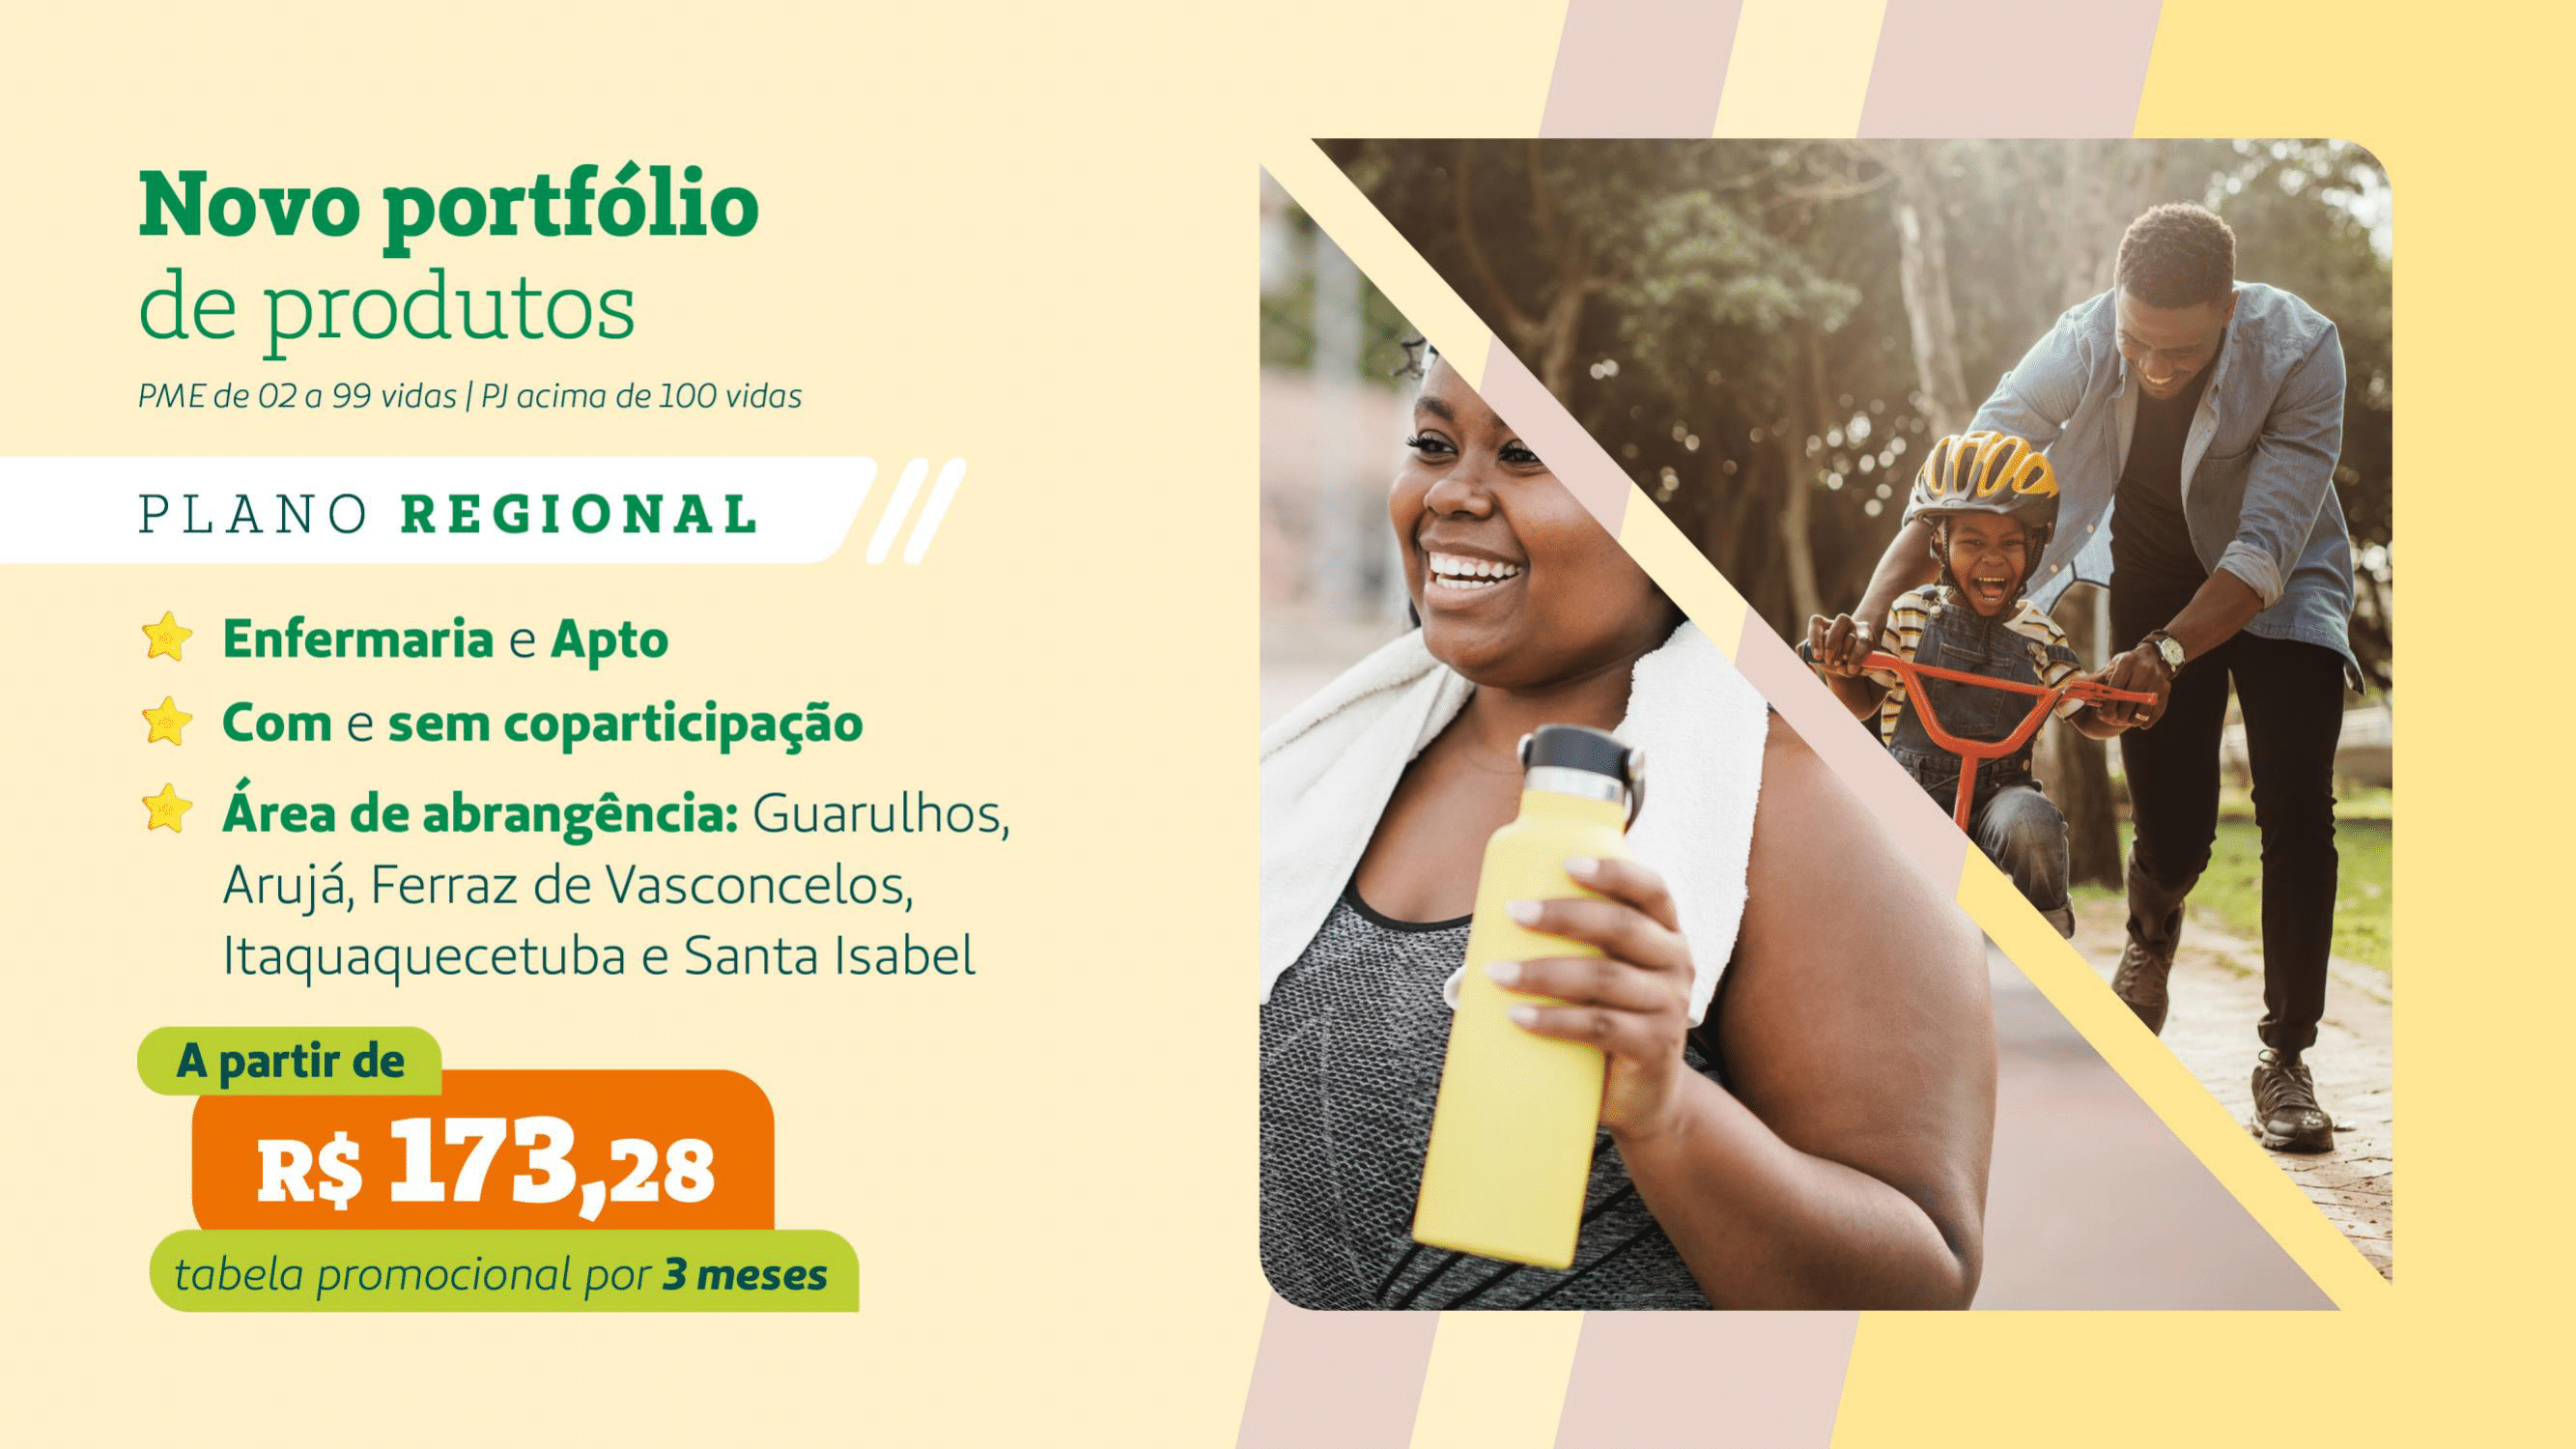 Novo portfólio
de produtos
PME de 02 a 99 vidas | PJ acima de 100 vidas
PLANO REGIONAL
Enfermaria e Apto
Com e sem coparticipação
Área de abrangência: Guarulhos,
Arujá, Ferraz de Vasconcelos,
Itaquaquecetuba e Santa Isabel
A partir de
R$ 173,28
tabela promocional por 3 meses